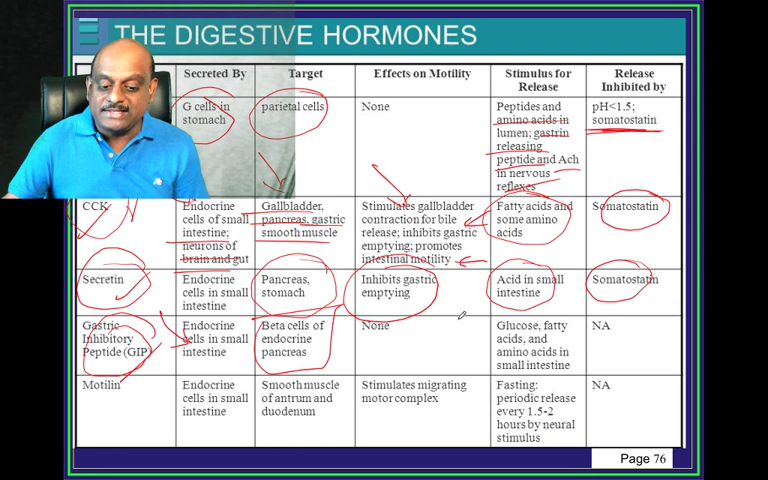 THE DIGESTIVE HORMONES
Secreted By
Target
Effects on Motility
Stimulus for
Release
Release
Inhibited by
G cells in
stomach
parietal cells
None
Peptides and
amino acids in
lumen; gastrin
releasing
peptide and Ach
in nervous
reflexes
pH<1.5;
somatostatin
CCK
Endocrine
cells of small
intestine;
neurons of
brain and gut
Gallbladder,
pancreas, gastric
smooth muscle
Stimulates gallbladder
contraction for bile
release; inhibits gastric
emptying; promotes
intestinal motility
Fatty acids and
some amino
acids
Somatostatin
Secretin
Endocrine
cells in small
intestine
Pancreas,
stomach
Inhibits gastric
emptying
Acid in small
intestine
Somatostatin
Gastric
Inhibitory
Peptide (GIP)
Endocrine
cells in small
intestine
Beta cells of
endocrine
pancreas
None
Glucose, fatty
acids, and
amino acids in
small intestine
NA
Motilin
Endocrine
cells in small
intestine
Smooth muscle
of antrum and
duodenum
Stimulates migrating
motor complex
Fasting:
periodic release
every 1.5-2
hours by neural
stimulus
NA
Page 76